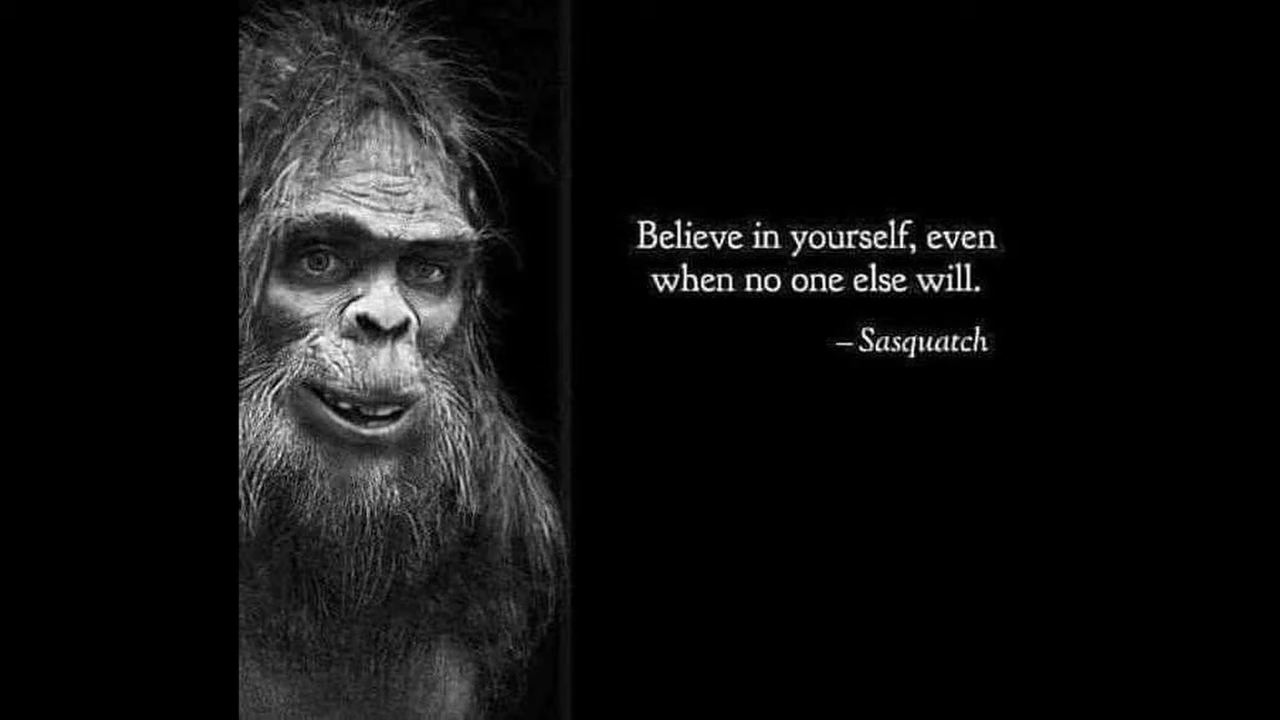 Believe in yourself, even
when no one else will.
– Sasquatch